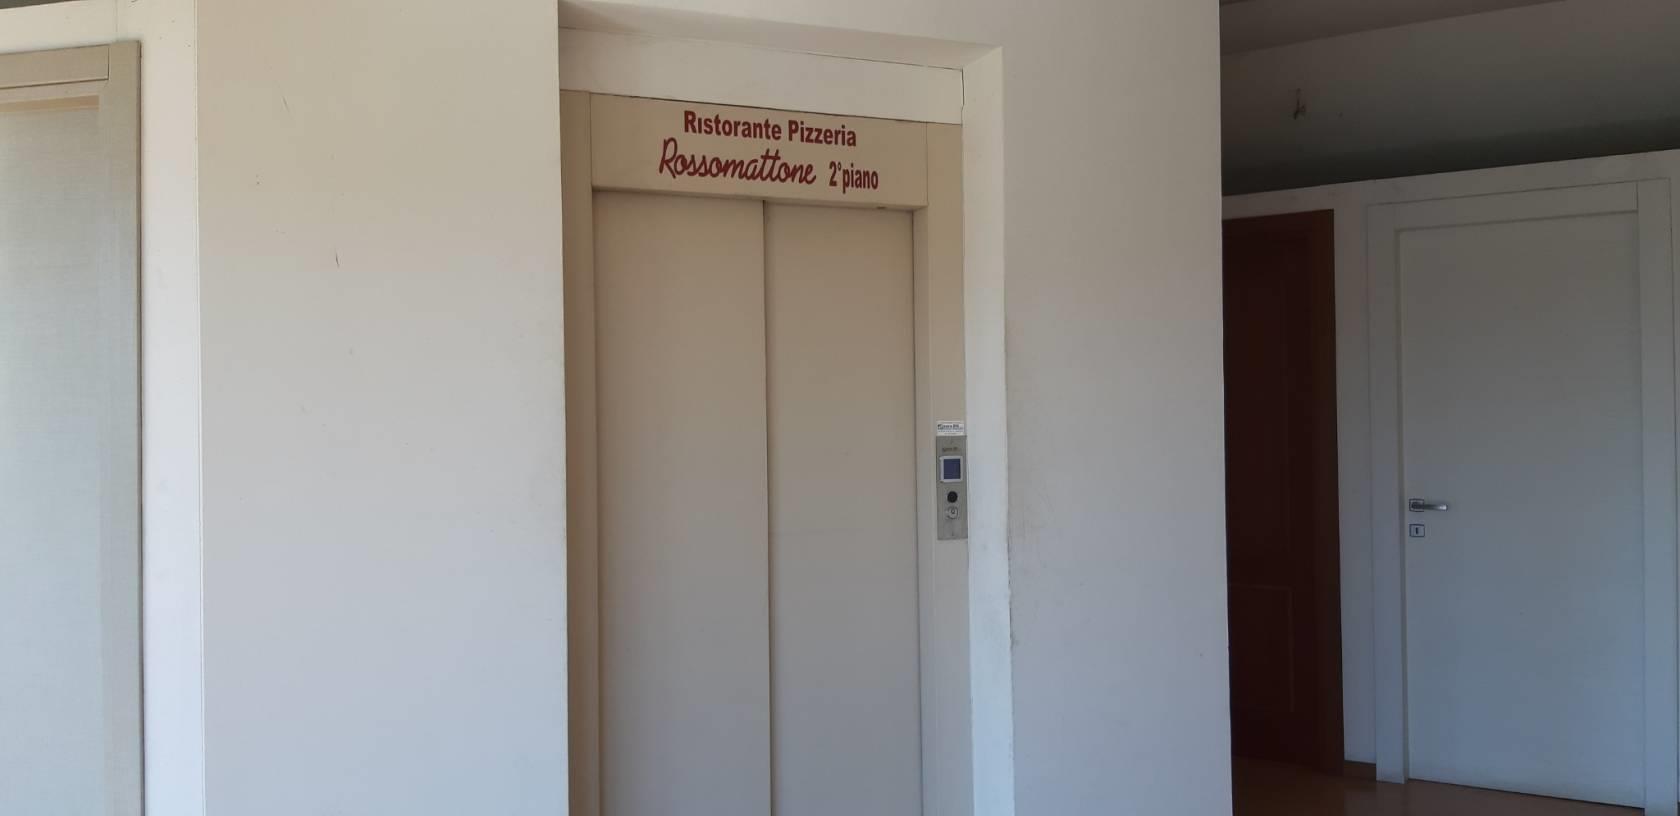 Ristorante Pizzeria
Rossomattone 2° piano